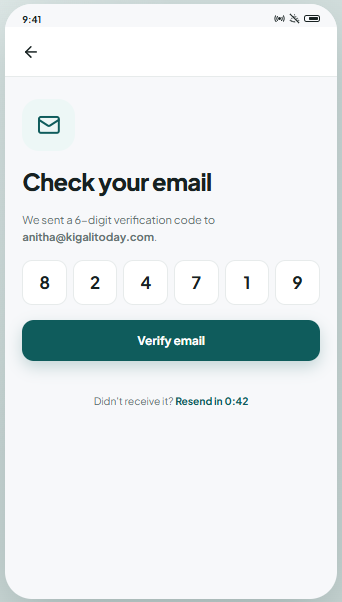 9:41
Check your email
We sent a 6-digit verification code to
anitha@kigalitoday.com.
8 2 4 7 1 9
Verify email
Didn't receive it? Resend in 0:42